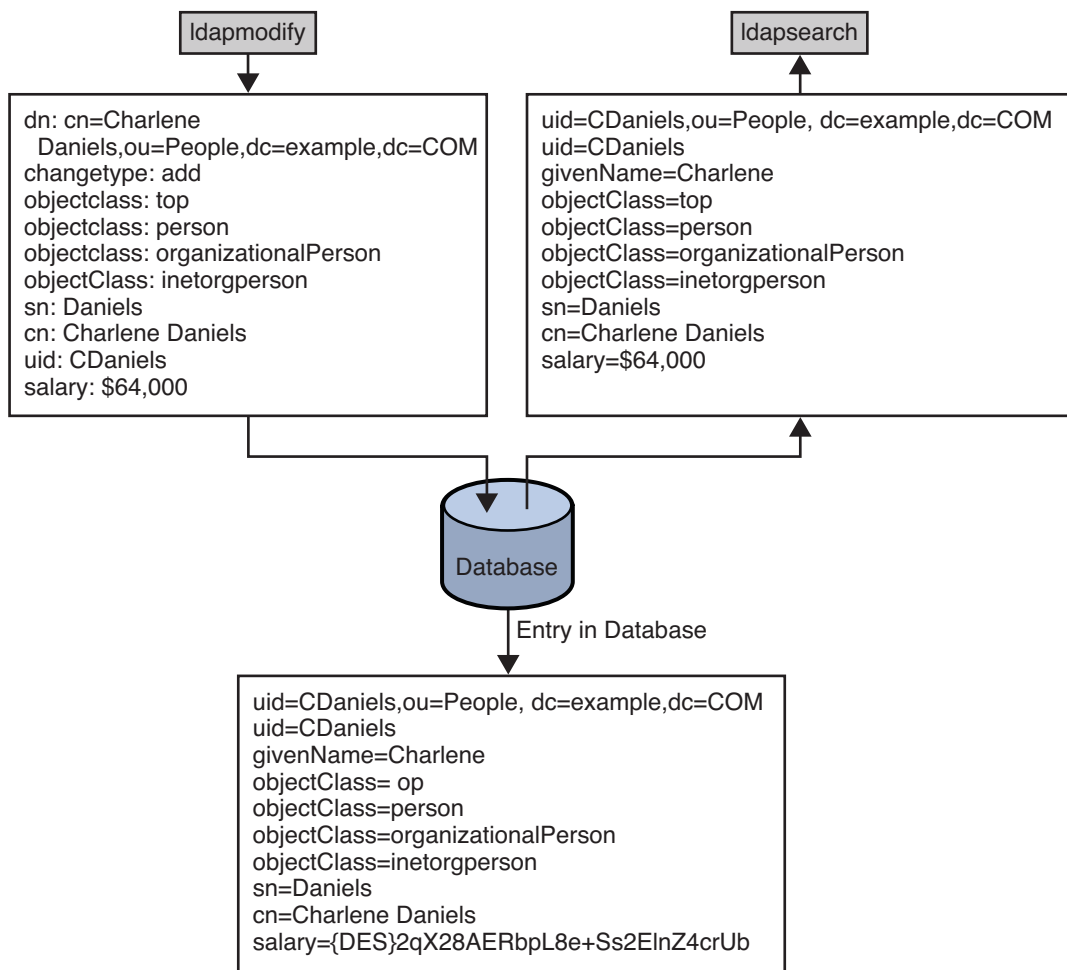 ldapmodify
dn: cn=Charlene
Daniels,ou=People,dc=example,dc=COM
changetype: add
objectclass: top
objectclass: person
objectclass: organizationalPerson
objectClass: inetorgperson
sn: Daniels
cn: Charlene Daniels
uid: CDaniels
salary: $64,000
ldapsearch
uid=CDaniels,ou=People, dc=example,dc=COM
uid=CDaniels
givenName=Charlene
objectClass=top
objectClass=person
objectClass=organizationalPerson
objectClass=inetorgperson
sn=Daniels
cn=Charlene Daniels
salary=$64,000
Database
Entry in Database
uid=CDaniels,ou=People, dc=example,dc=COM
uid=CDaniels
givenName=Charlene
objectClass= op
objectClass=person
objectClass=organizationalPerson
objectClass=inetorgperson
sn=Daniels
cn=Charlene Daniels
salary={DES}2qX28AERbpL8e+Ss2ElnZ4crUb